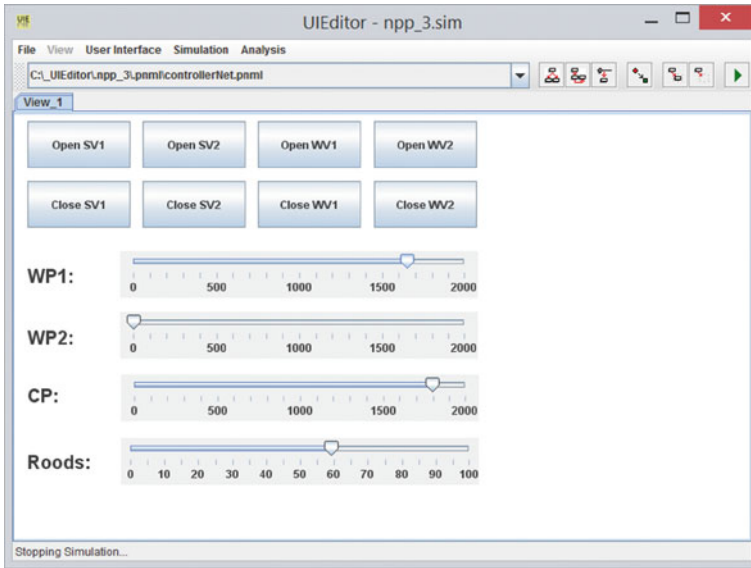 UIEditor - npp_3.sim
File View User Interface Simulation Analysis
C:\_UIEditor\.npp_3\.pnml\controllerNet.pnml
View_1
Open SV1 Open SV2 Open WV1 Open WV2
Close SV1 Close SV2 Close WV1 Close WV2
WP1:
0 500 1000 1500 2000
WP2:
0 500 1000 1500 2000
CP:
0 500 1000 1500 2000
Roods:
0 10 20 30 40 50 60 70 80 90 100
Stopping Simulation...